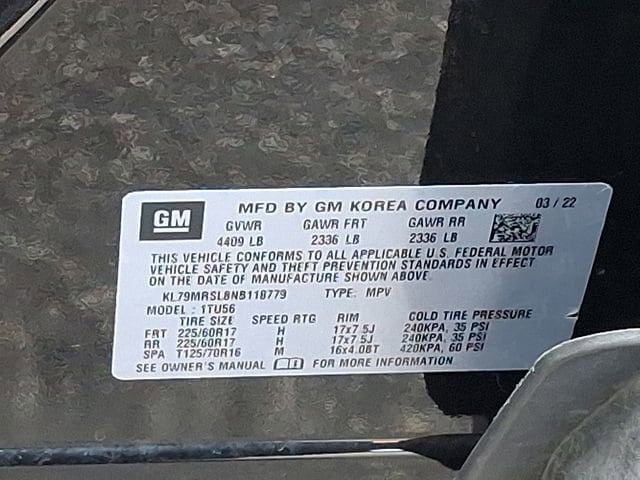 GM MFD BY GM KOREA COMPANY 03 / 22
GVWR GAWR FRT GAWR RR
4409 LB 2336 LB 2336 LB
THIS VEHICLE CONFORMS TO ALL APPLICABLE U.S. FEDERAL MOTOR
VEHICLE SAFETY AND THEFT PREVENTION STANDARDS IN EFFECT
ON THE DATE OF MANUFACTURE SHOWN ABOVE.
KL79MRSL8NB118779 TYPE: MPV
MODEL : 1TU56
TIRE SIZE SPEED RTG RIM COLD TIRE PRESSURE
FRT 225/60R17 H 17x7.5J 240KPA, 35 PSI
RR 225/60R17 H 17x7.5J 240KPA, 35 PSI
SPA T125/70R16 M 16x4.0BT 420KPA, 60 PSI
SEE OWNER'S MANUAL FOR MORE INFORMATION